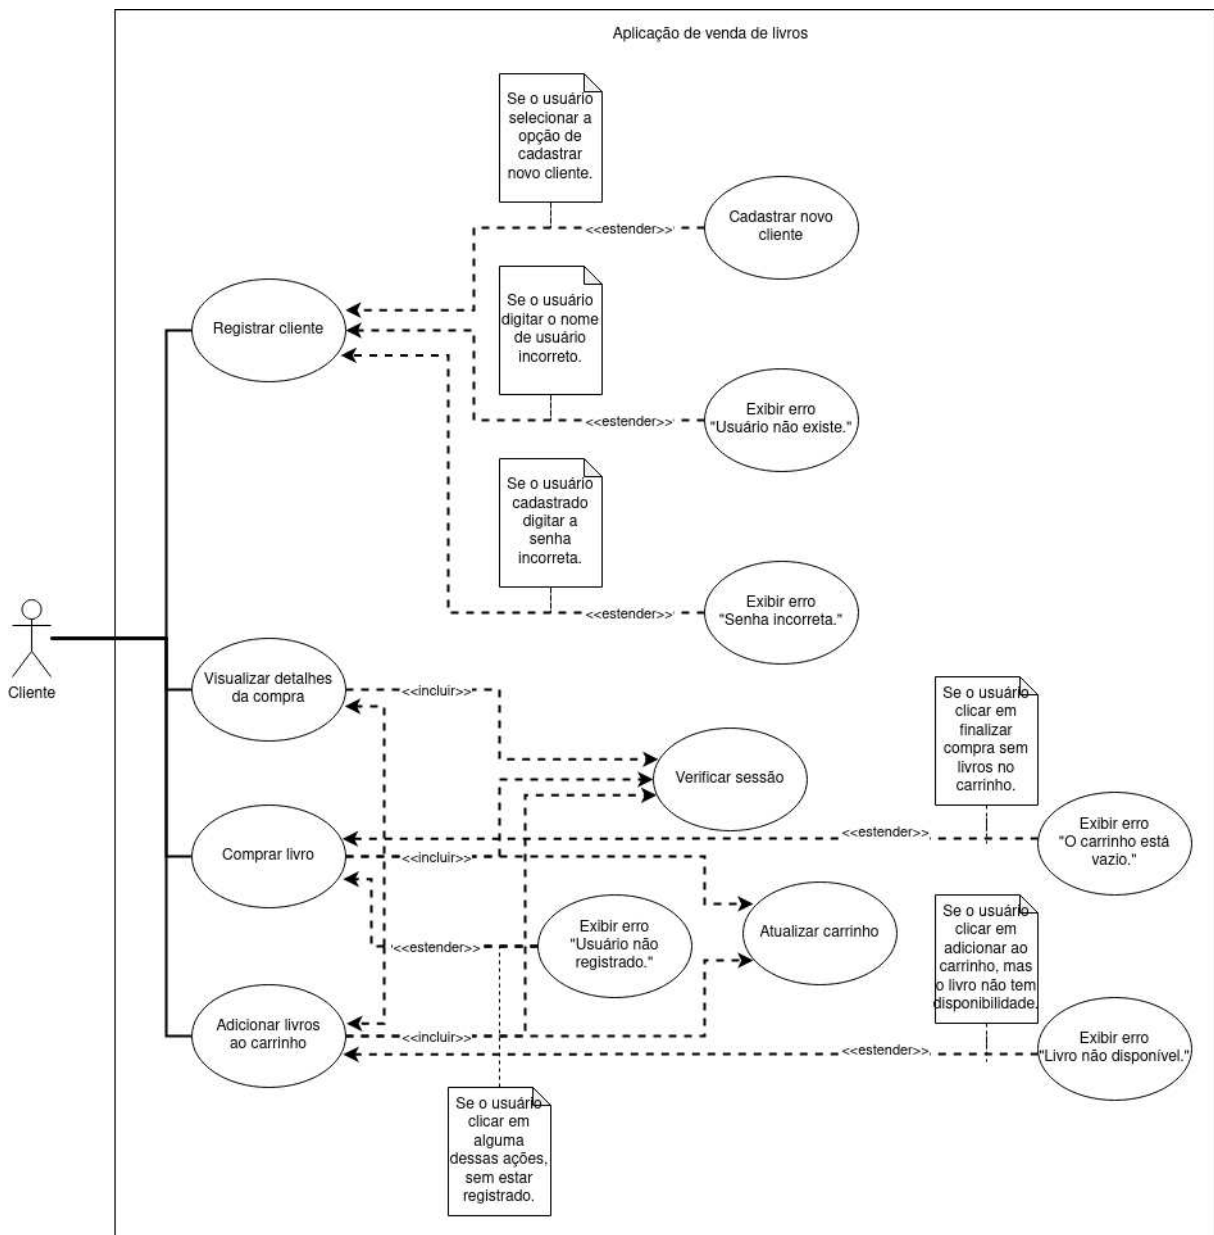 Aplicação de venda de livros
Se o usuário
selecionar a
opção de
cadastrar
novo cliente.
Cadastrar novo
cliente
<<estender>>
Se o usuário
digitar o nome
de usuário
incorreto.
Registrar cliente
Exibir erro
"Usuário não existe."
<<estender>>
Se o usuário
cadastrado
digitar a
senha
incorreta.
Exibir erro
"Senha incorreta."
<<estender>>
Cliente
Visualizar detalhes
da compra
<<incluir>>
Se o usuário
clicar em
finalizar
compra sem
livros no
carrinho.
Verificar sessão
<<estender>>
Exibir erro
"O carrinho está
vazio."
Comprar livro
<<incluir>>
Se o usuário
clicar em
adicionar ao
carrinho, mas
o livro não tem
disponibilidade.
Exibir erro
"Usuário não
registrado."
<<estender>>
Atualizar carrinho
Adicionar livros
ao carrinho
<<incluir>>
<<estender>>
Exibir erro
"Livro não disponível."
Se o usuário
clicar em
alguma
dessas ações,
sem estar
registrado.